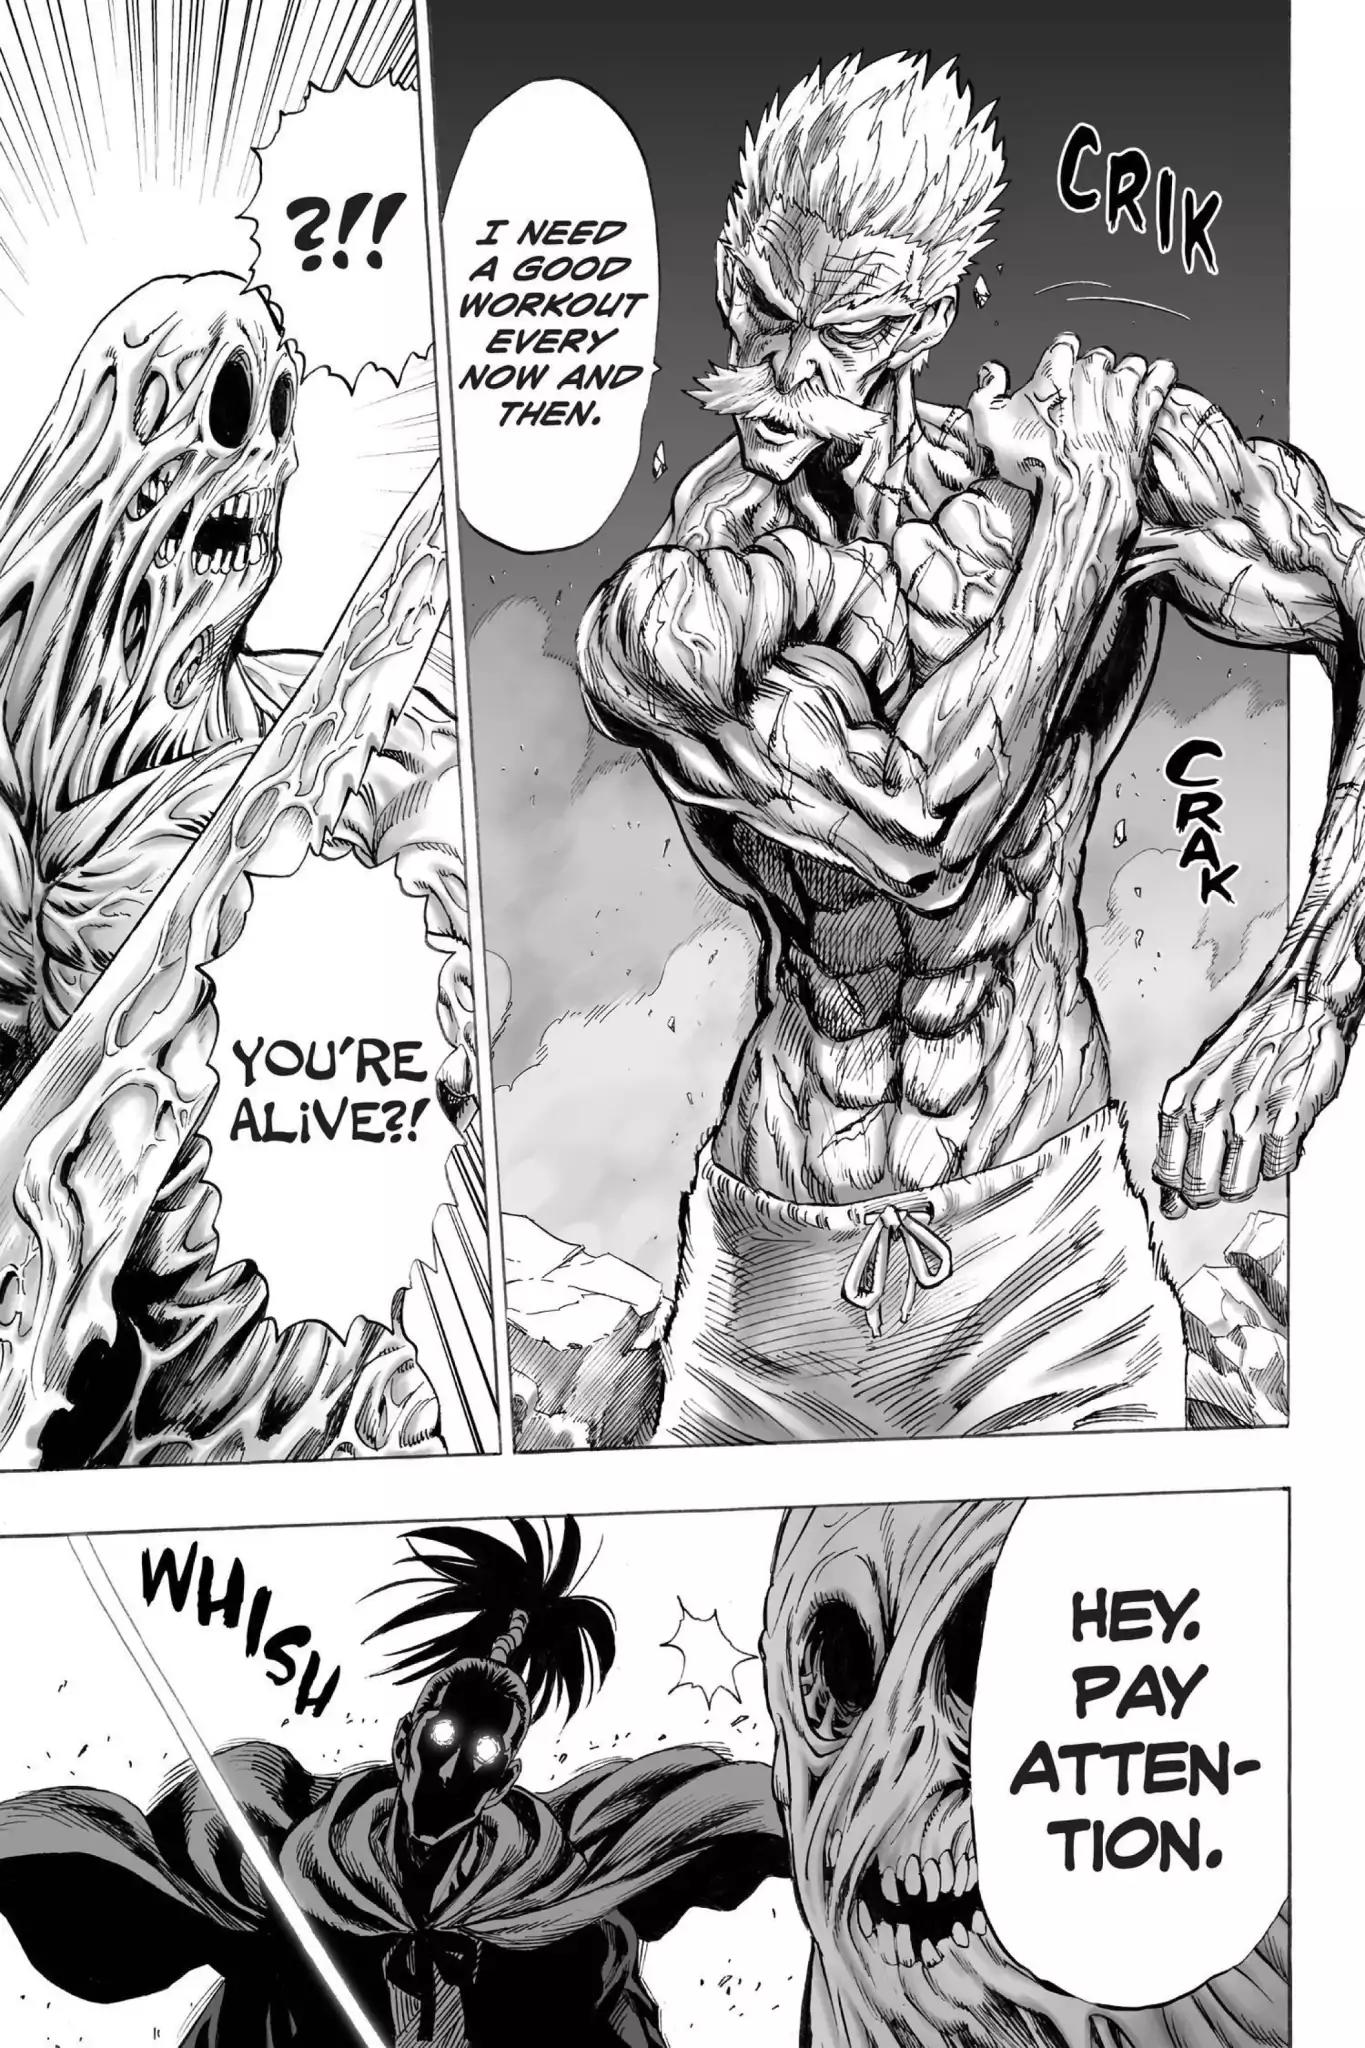 CRIK
I NEED
A GOOD
WORKOUT
EVERY
NOW AND
THEN.
CRAK
?!!
YOU'RE
ALIVE?!
HEY.
PAY
ATTEN-
TION.
WHISH